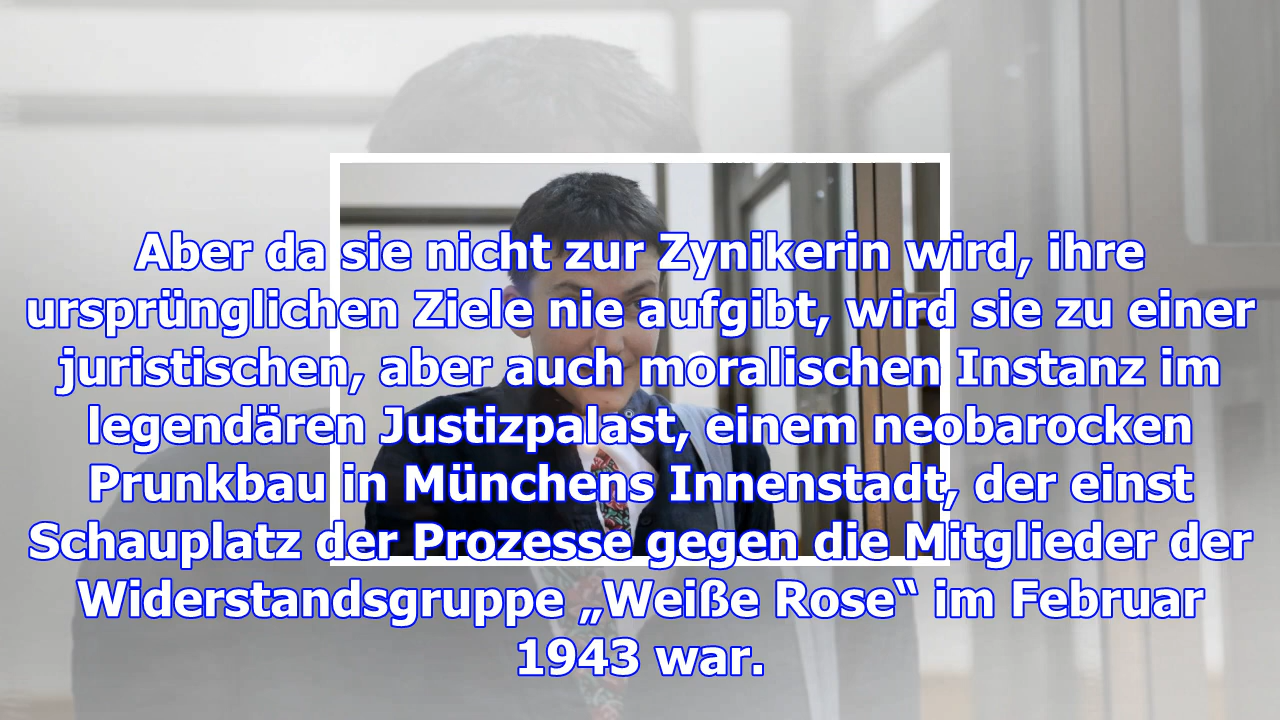 Aber da sie nicht zur Zynikerin wird, ihre
ursprünglichen Ziele nie aufgibt, wird sie zu einer
juristischen, aber auch moralischen Instanz im
legendären Justizpalast, einem neobarocken
Prunkbau in Münchens Innenstadt, der einst
Schauplatz der Prozesse gegen die Mitglieder der
Widerstandsgruppe „Weiße Rose“ im Februar
1943 war.